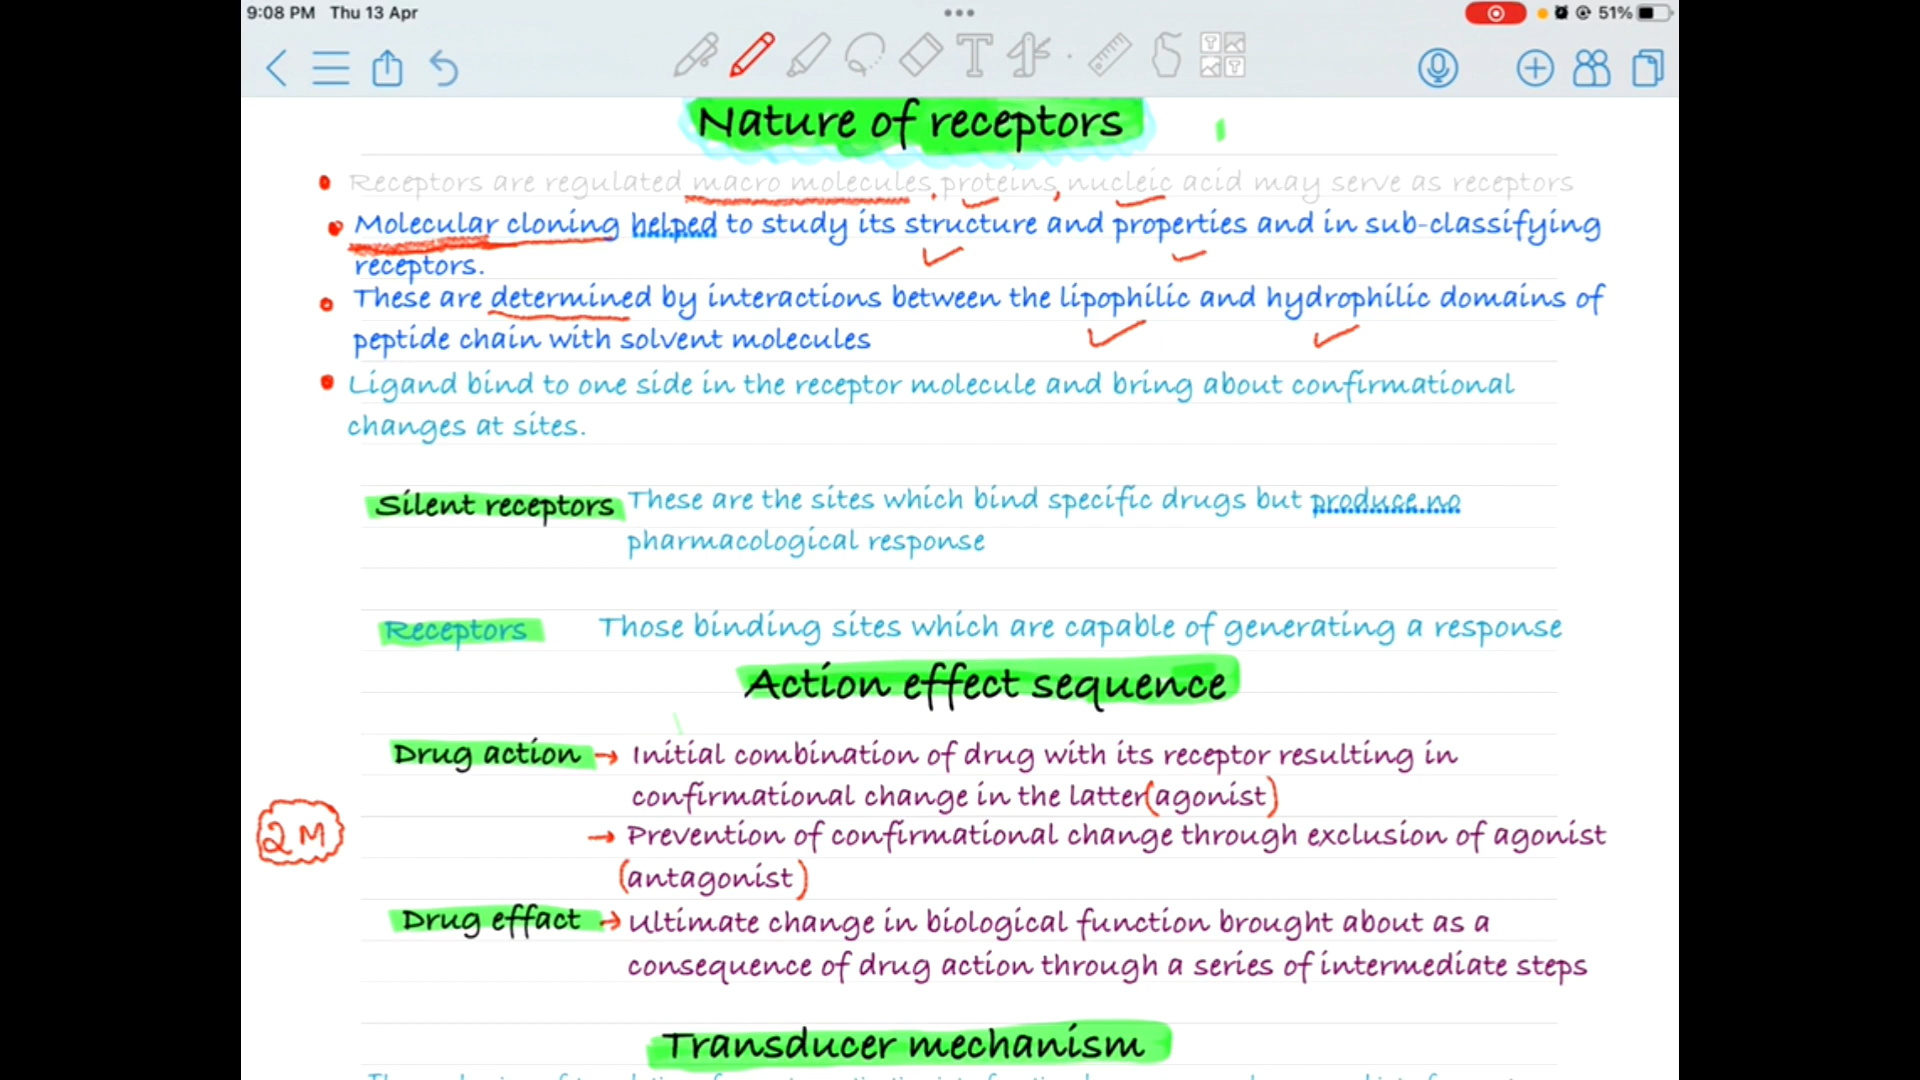 9:08 PM Thu 13 Apr
51%
Nature of receptors
Receptors are regulated macro molecules, proteins, nucleic acid may serve as receptors
Molecular cloning helped to study its structure and properties and in sub-classifying
receptors.
These are determined by interactions between the lipophilic and hydrophilic domains of
peptide chain with solvent molecules
Ligand bind to one side in the receptor molecule and bring about confirmational
changes at sites.
Silent receptors These are the sites which bind specific drugs but produce no
pharmacological response
Receptors Those binding sites which are capable of generating a response
Action effect sequence
Drug action → Initial combination of drug with its receptor resulting in
confirmational change in the latter(agonist)
2 M
→ Prevention of confirmational change through exclusion of agonist
(antagonist)
Drug effect → Ultimate change in biological function brought about as a
consequence of drug action through a series of intermediate steps
Transducer mechanism